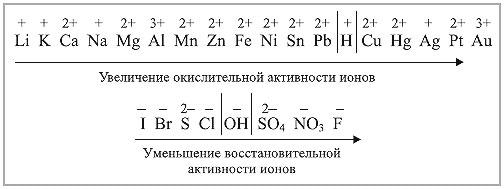 + + 2+ + 2+ 3+ 2+ 2+ 2+ 2+ 2+ 2+ + 2+ 2+ + 2+ 3+
Li K Ca Na Mg Al Mn Zn Fe Ni Sn Pb H Cu Hg Ag Pt Au
Увеличение окислительной активности ионов
– – 2– – – 2– – –
I Br S Cl OH SO₄ NO₃ F
Уменьшение восстановительной
активности ионов